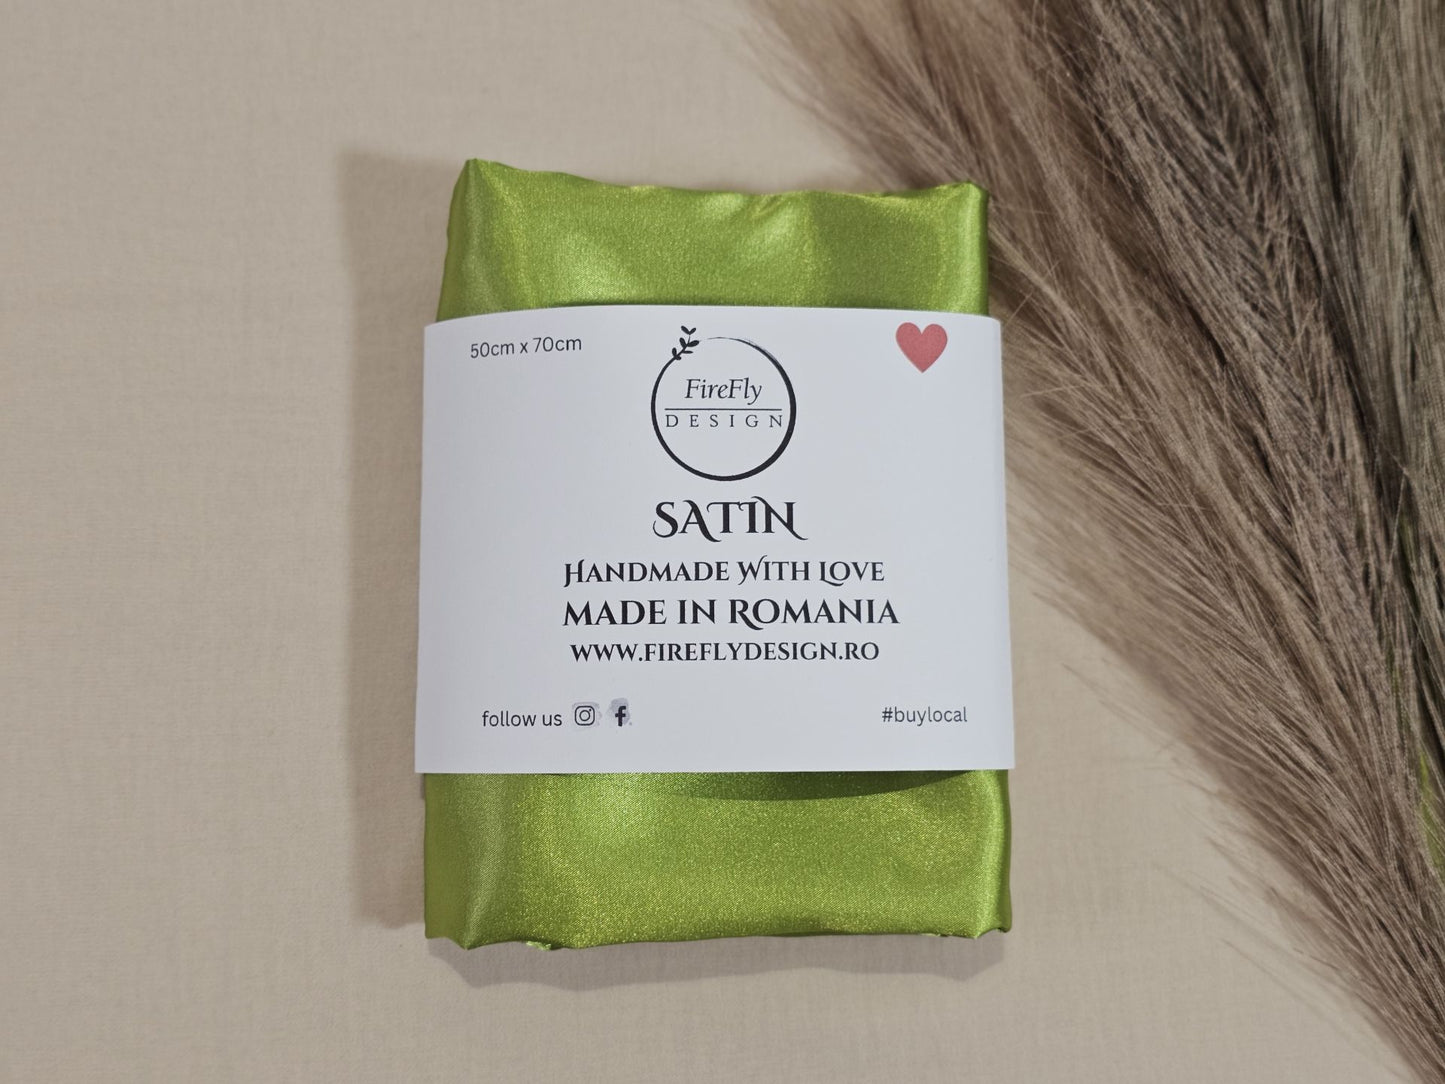 50cm x 70cm
FireFly
DESIGN
SATIN
HANDMADE WITH LOVE
MADE IN ROMANIA
WWW.FIREFLYDESIGN.RO
follow us
#buylocal